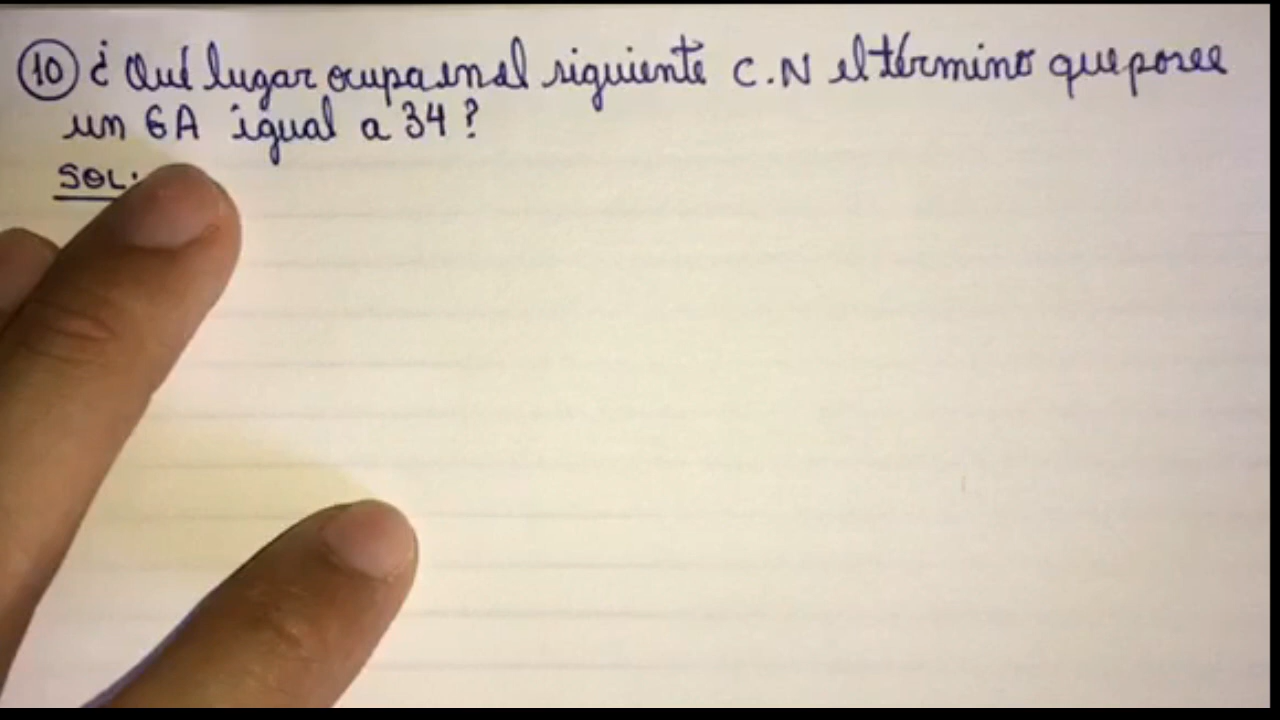 10 ¿Qué lugar ocupa en el siguiente C.N el término que posee
un GA igual a 34?
SOL: